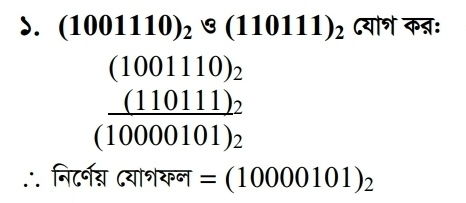 ১. (1001110)₂ ও (110111)₂ যোগ কর:
(1001110)₂
(110111)₂
(10000101)₂
∴ নির্ণেয় যোগফল = (10000101)₂